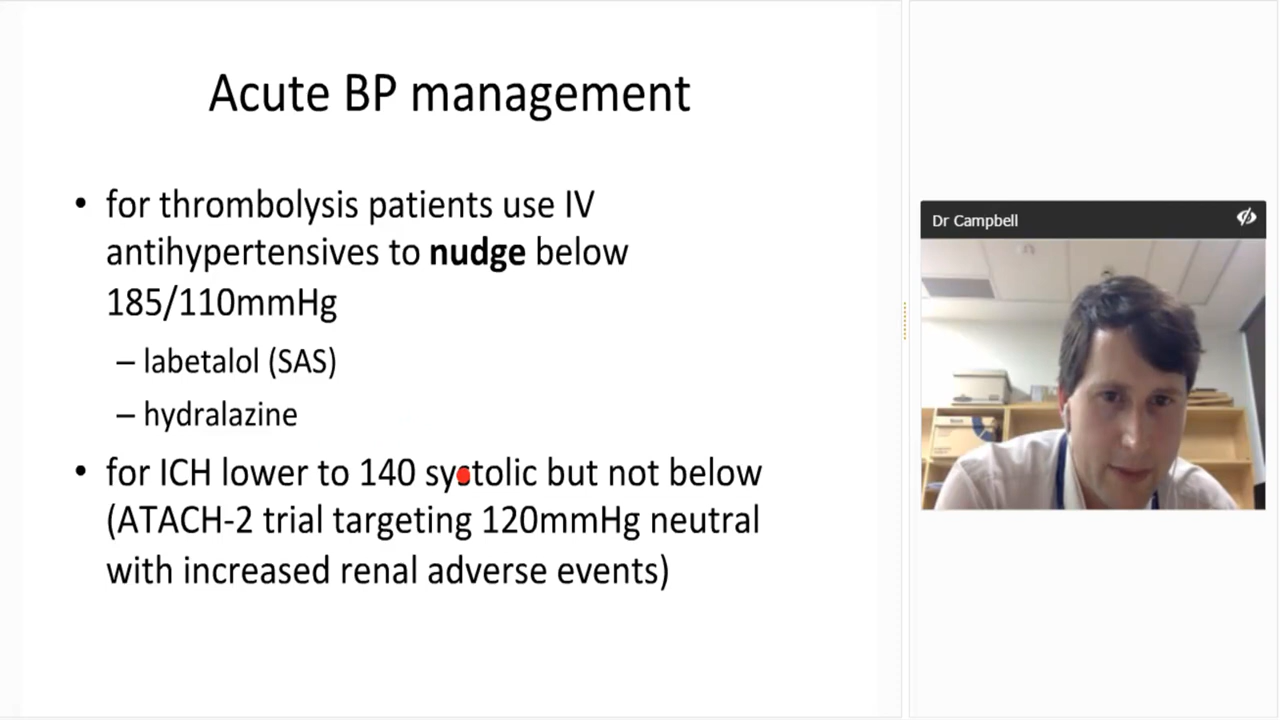 Acute BP management
• for thrombolysis patients use IV
antihypertensives to nudge below
185/110mmHg
– labetalol (SAS)
– hydralazine
• for ICH lower to 140 systolic but not below
(ATACH-2 trial targeting 120mmHg neutral
with increased renal adverse events)
Dr Campbell